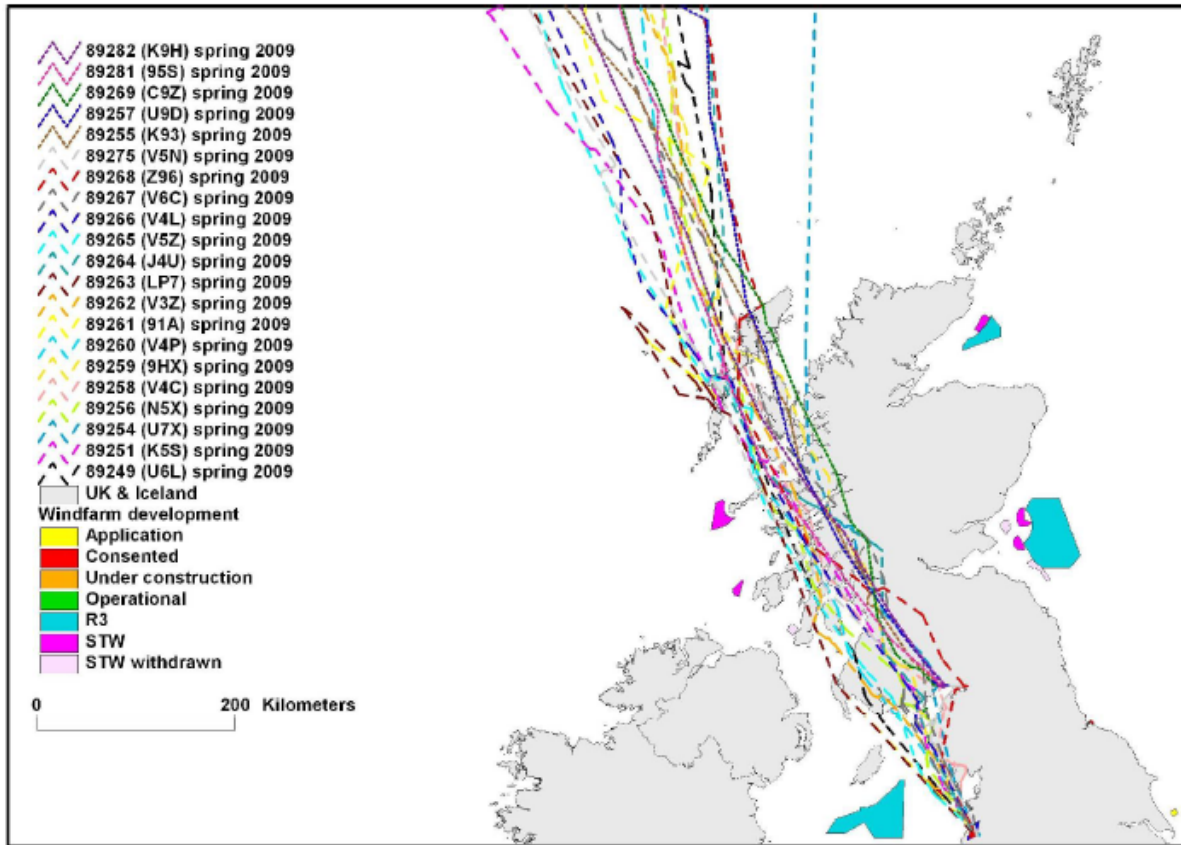 89282 (K9H) spring 2009
89281 (95S) spring 2009
89269 (C9Z) spring 2009
89257 (U9D) spring 2009
89255 (K93) spring 2009
89275 (V5N) spring 2009
89268 (Z96) spring 2009
89267 (V6C) spring 2009
89266 (V4L) spring 2009
89265 (V5Z) spring 2009
89264 (J4U) spring 2009
89263 (LP7) spring 2009
89262 (V3Z) spring 2009
89261 (91A) spring 2009
89260 (V4P) spring 2009
89259 (9HX) spring 2009
89258 (V4C) spring 2009
89256 (N5X) spring 2009
89254 (U7X) spring 2009
89251 (K5S) spring 2009
89249 (U6L) spring 2009
UK & Iceland
Windfarm development
Application
Consented
Under construction
Operational
R3
STW
STW withdrawn
0 200 Kilometers